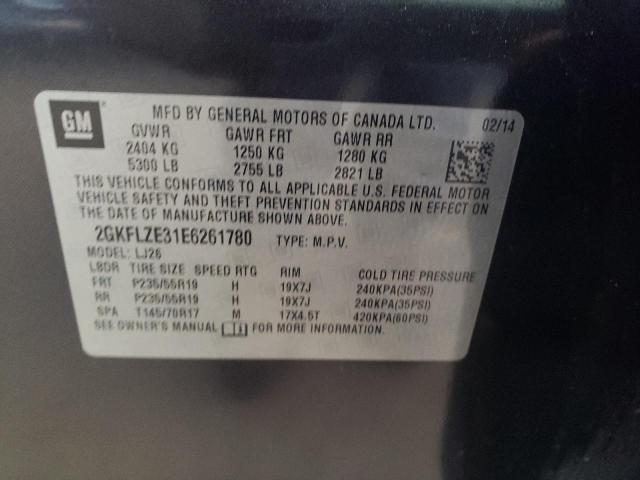 GM
MFD BY GENERAL MOTORS OF CANADA LTD. 02/14
GVWR GAWR FRT GAWR RR
2404 KG 1250 KG 1280 KG
5300 LB 2755 LB 2821 LB
THIS VEHICLE CONFORMS TO ALL APPLICABLE U.S. FEDERAL MOTOR
VEHICLE SAFETY AND THEFT PREVENTION STANDARDS IN EFFECT ON
THE DATE OF MANUFACTURE SHOWN ABOVE.
2GKFLZE31E6261780 TYPE: M.P.V.
MODEL: LJ26
LBDR TIRE SIZE SPEED RTG RIM COLD TIRE PRESSURE
FRT P235/55R19 H 19X7J 240KPA(35PSI)
RR P235/55R19 H 19X7J 240KPA(35PSI)
SPA T145/70R17 M 17X4.5T 420KPA(60PSI)
SEE OWNER'S MANUAL FOR MORE INFORMATION.